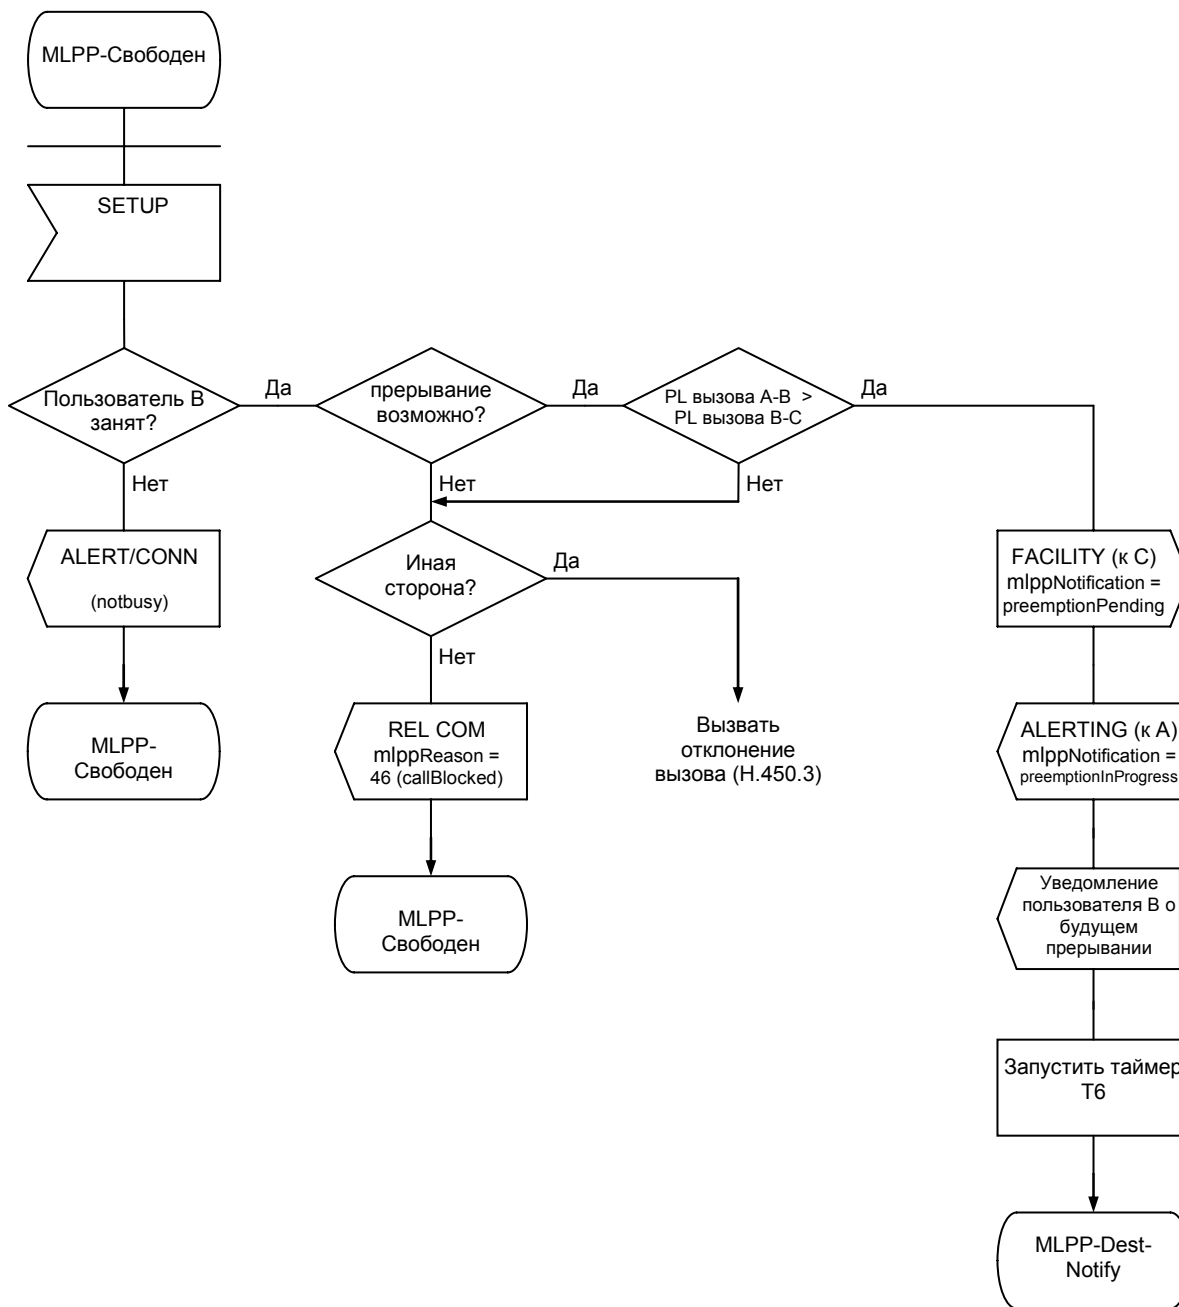 MLPP-Свободен
SETUP
Пользователь B
занят?
Да
прерывание
возможно?
Да
PL вызова A-B >
PL вызова B-C
Да
Нет
Нет
Нет
ALERT/CONN
(notbusy)
Иная
сторона?
Да
FACILITY (к C)
mlppNotification =
preemptionPending
Нет
MLPP-
Свободен
REL COM
mlppReason =
46 (callBlocked)
Вызвать
отклонение
вызова (H.450.3)
ALERTING (к A)
mlppNotification =
preemptionInProgress
MLPP-
Свободен
Уведомление
пользователя B о
будущем
прерывании
Запустить таймер
T6
MLPP-Dest-
Notify